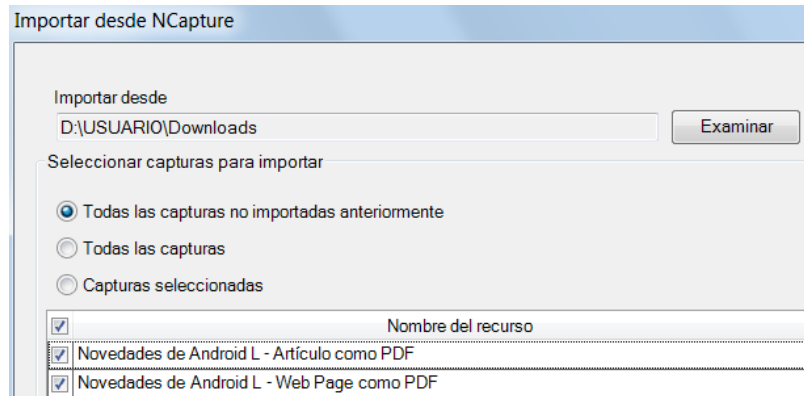 Importar desde NCapture
Importar desde
D:\USUARIO\Downloads
Examinar
Seleccionar capturas para importar
Todas las capturas no importadas anteriormente
Todas las capturas
Capturas seleccionadas
Nombre del recurso
Novedades de Android L - Artículo como PDF
Novedades de Android L - Web Page como PDF